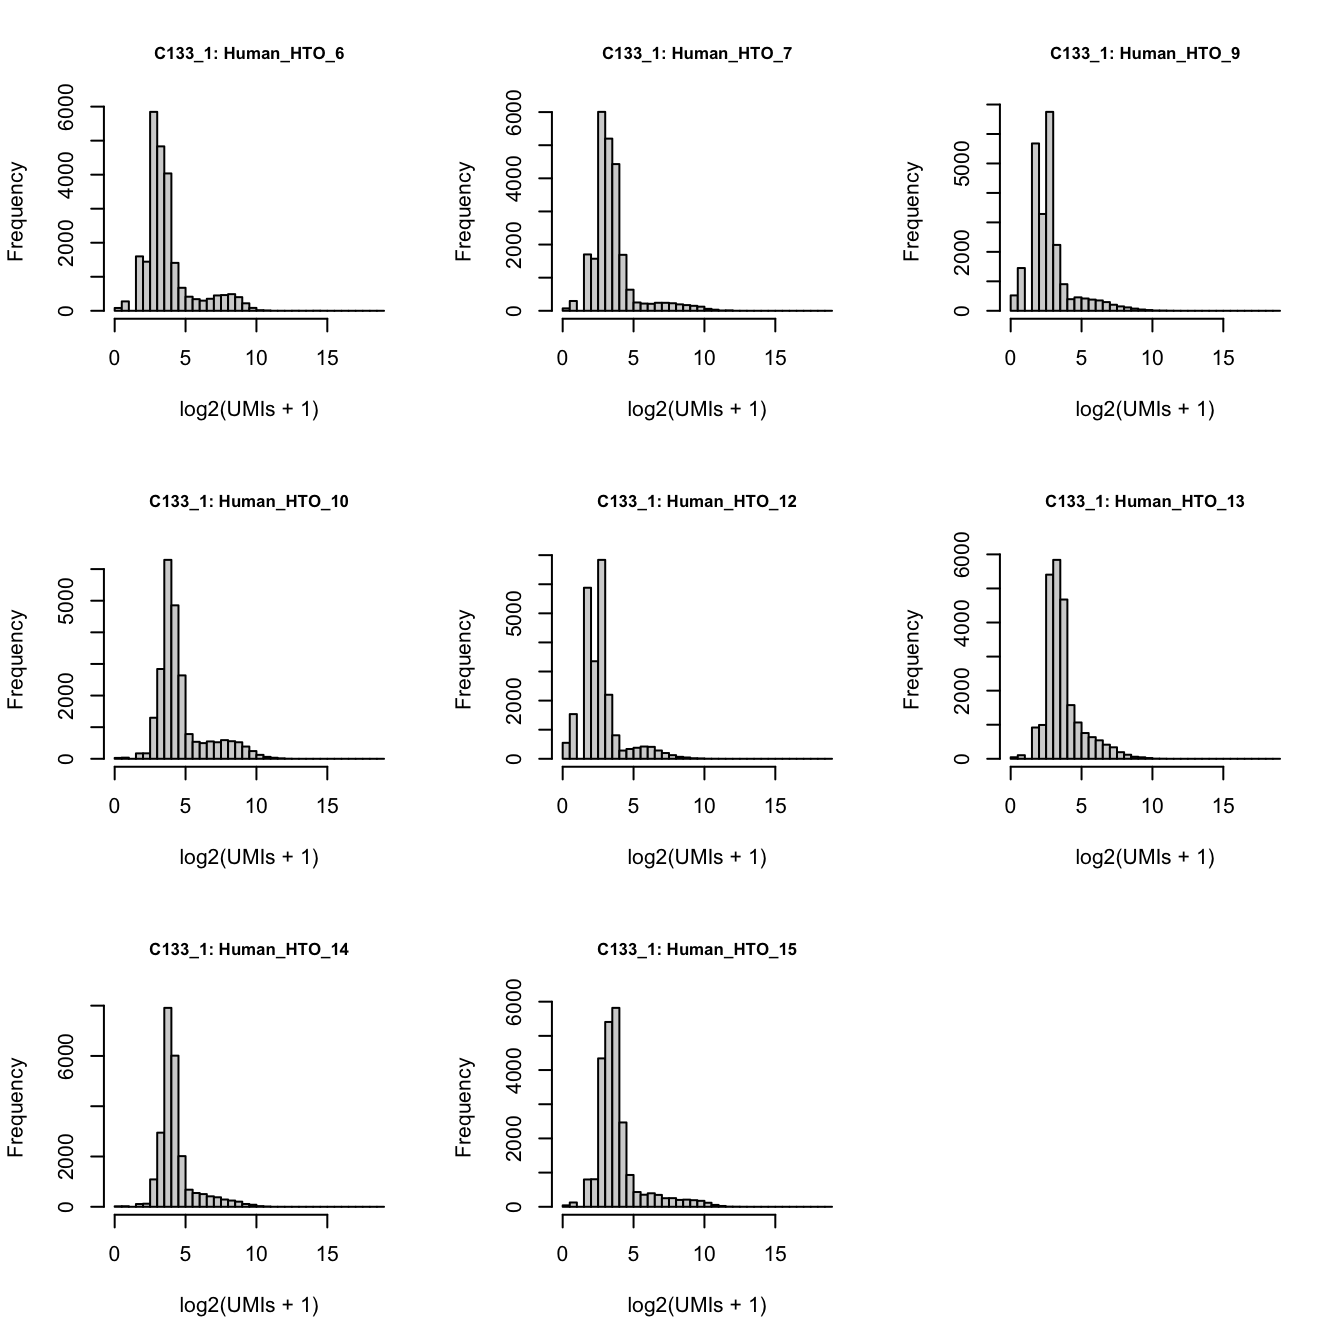 C133_1: Human_HTO_6
Frequency
0 2000 4000 6000
0 5 10 15
log2(UMIs + 1)
C133_1: Human_HTO_7
Frequency
0 2000 4000 6000
0 5 10 15
log2(UMIs + 1)
C133_1: Human_HTO_9
Frequency
0 2000 5000
0 5 10 15
log2(UMIs + 1)
C133_1: Human_HTO_10
Frequency
0 2000 5000
0 5 10 15
log2(UMIs + 1)
C133_1: Human_HTO_12
Frequency
0 2000 5000
0 5 10 15
log2(UMIs + 1)
C133_1: Human_HTO_13
Frequency
0 2000 4000 6000
0 5 10 15
log2(UMIs + 1)
C133_1: Human_HTO_14
Frequency
0 2000 6000
0 5 10 15
log2(UMIs + 1)
C133_1: Human_HTO_15
Frequency
0 2000 4000 6000
0 5 10 15
log2(UMIs + 1)